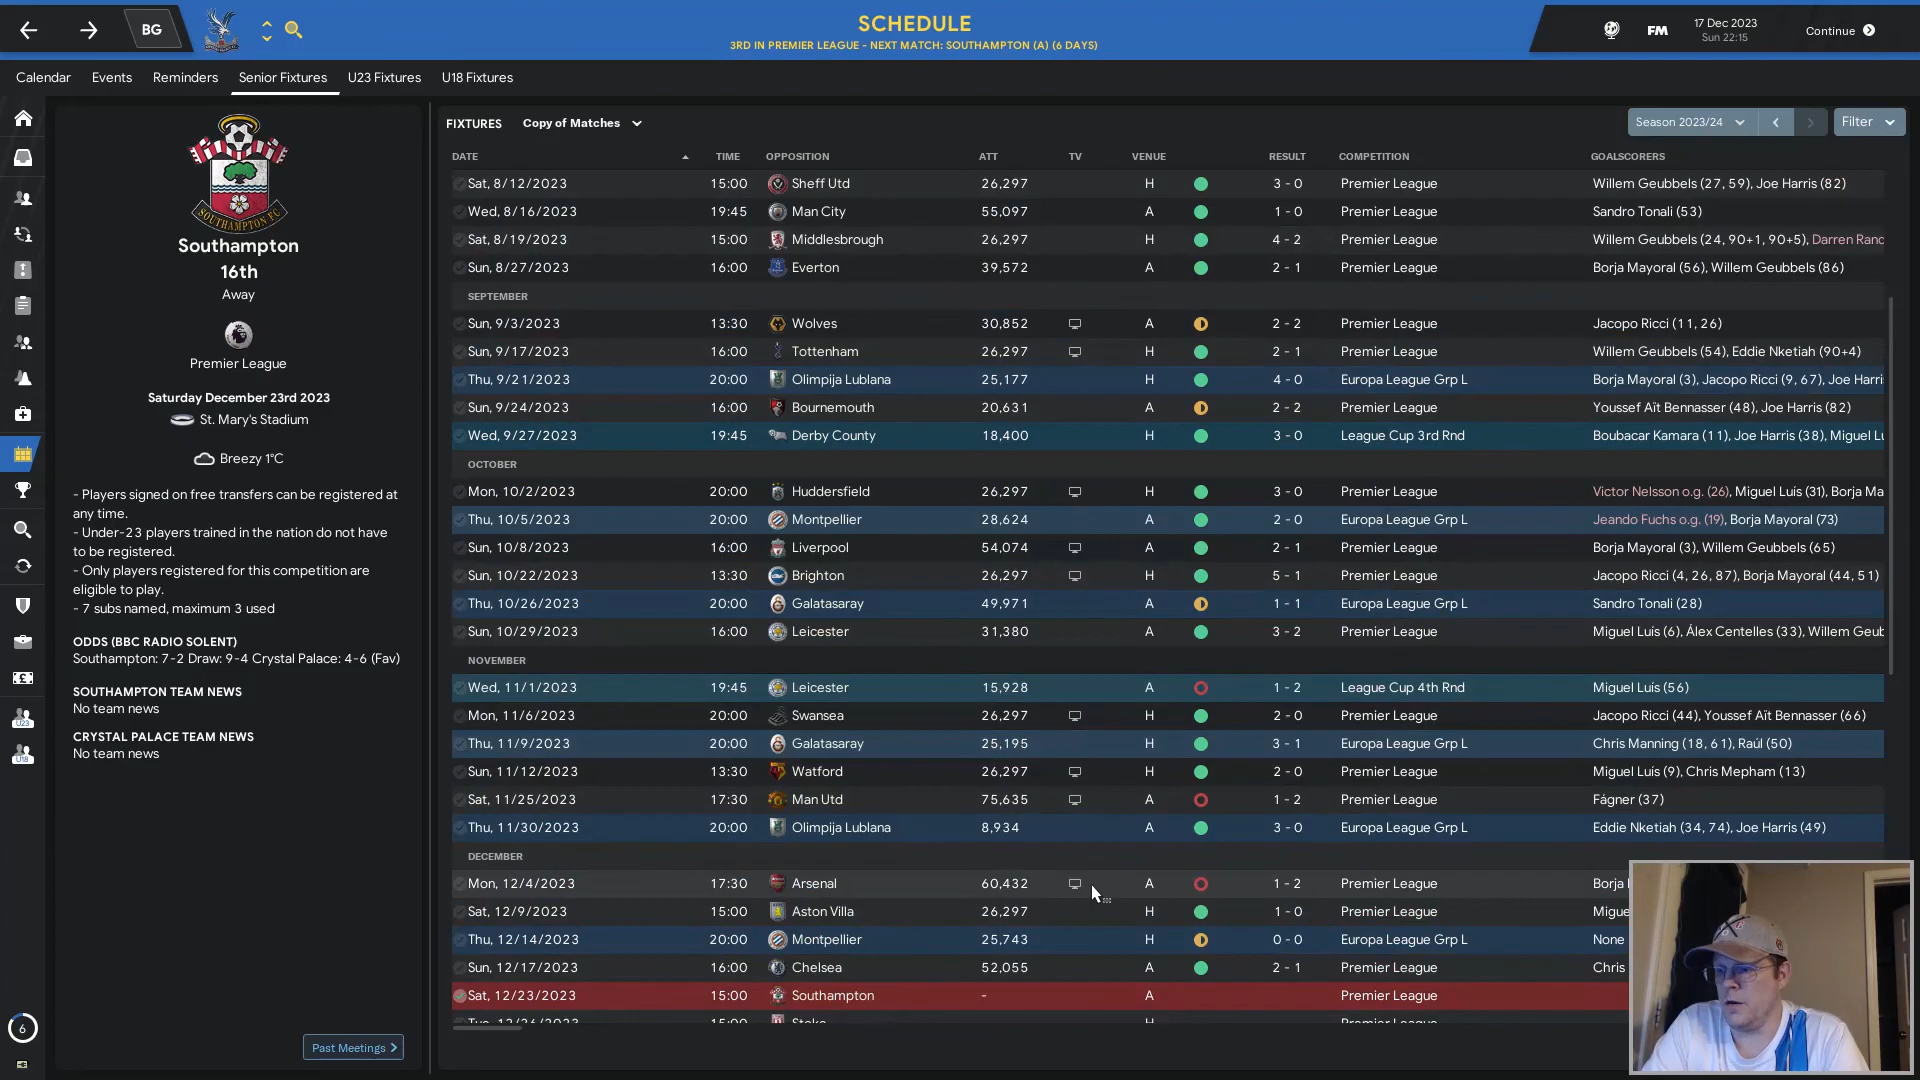 BG
SCHEDULE
3RD IN PREMIER LEAGUE - NEXT MATCH: SOUTHAMPTON (A) (6 DAYS)
FM
17 Dec 2023
Sun 22:15
Continue
Calendar Events Reminders Senior Fixtures U23 Fixtures U18 Fixtures
Southampton
16th
Away
Premier League
Saturday December 23rd 2023
St. Mary's Stadium
Breezy 1°C
- Players signed on free transfers can be registered at
any time.
- Under-23 players trained in the nation do not have
to be registered.
- Only players registered for this competition are
eligible to play.
- 7 subs named, maximum 3 used
ODDS (BBC RADIO SOLENT)
Southampton: 7-2 Draw: 9-4 Crystal Palace: 4-6 (Fav)
SOUTHAMPTON TEAM NEWS
No team news
CRYSTAL PALACE TEAM NEWS
No team news
Past Meetings
U23
U18
6
FIXTURES Copy of Matches Season 2023/24 Filter
DATE TIME OPPOSITION ATT TV VENUE RESULT COMPETITION GOALSCORERS
Sat, 8/12/2023 15:00 Sheff Utd 26,297 H 3 - 0 Premier League Willem Geubbels (27, 59), Joe Harris (82)
Wed, 8/16/2023 19:45 Man City 55,097 A 1 - 0 Premier League Sandro Tonali (53)
Sat, 8/19/2023 15:00 Middlesbrough 26,297 H 4 - 2 Premier League Willem Geubbels (24, 90+1, 90+5), Darren Ranc
Sun, 8/27/2023 16:00 Everton 39,572 A 2 - 1 Premier League Borja Mayoral (56), Willem Geubbels (86)
SEPTEMBER
Sun, 9/3/2023 13:30 Wolves 30,852 A 2 - 2 Premier League Jacopo Ricci (11, 26)
Sun, 9/17/2023 16:00 Tottenham 26,297 H 2 - 1 Premier League Willem Geubbels (54), Eddie Nketiah (90+4)
Thu, 9/21/2023 20:00 Olimpija Lublana 25,177 H 4 - 0 Europa League Grp L Borja Mayoral (3), Jacopo Ricci (9, 67), Joe Harri
Sun, 9/24/2023 16:00 Bournemouth 20,631 A 2 - 2 Premier League Youssef Aït Bennasser (48), Joe Harris (82)
Wed, 9/27/2023 19:45 Derby County 18,400 H 3 - 0 League Cup 3rd Rnd Boubacar Kamara (11), Joe Harris (38), Miguel Lu
OCTOBER
Mon, 10/2/2023 20:00 Huddersfield 26,297 H 3 - 0 Premier League Victor Nelsson o.g. (26), Miguel Luís (31), Borja Ma
Thu, 10/5/2023 20:00 Montpellier 28,624 A 2 - 0 Europa League Grp L Jeando Fuchs o.g. (19), Borja Mayoral (73)
Sun, 10/8/2023 16:00 Liverpool 54,074 A 2 - 1 Premier League Borja Mayoral (3), Willem Geubbels (65)
Sun, 10/22/2023 13:30 Brighton 26,297 H 5 - 1 Premier League Jacopo Ricci (4, 26, 87), Borja Mayoral (44, 51)
Thu, 10/26/2023 20:00 Galatasaray 49,971 A 1 - 1 Europa League Grp L Sandro Tonali (28)
Sun, 10/29/2023 16:00 Leicester 31,380 A 3 - 2 Premier League Miguel Luís (6), Álex Centelles (33), Willem Geub
NOVEMBER
Wed, 11/1/2023 19:45 Leicester 15,928 A 1 - 2 League Cup 4th Rnd Miguel Luís (56)
Mon, 11/6/2023 20:00 Swansea 26,297 H 2 - 0 Premier League Jacopo Ricci (44), Youssef Aït Bennasser (66)
Thu, 11/9/2023 20:00 Galatasaray 25,195 H 3 - 1 Europa League Grp L Chris Manning (18, 61), Raúl (50)
Sun, 11/12/2023 13:30 Watford 26,297 H 2 - 0 Premier League Miguel Luís (9), Chris Mepham (13)
Sat, 11/25/2023 17:30 Man Utd 75,635 A 1 - 2 Premier League Fágner (37)
Thu, 11/30/2023 20:00 Olimpija Lublana 8,934 A 3 - 0 Europa League Grp L Eddie Nketiah (34, 74), Joe Harris (49)
DECEMBER
Mon, 12/4/2023 17:30 Arsenal 60,432 A 1 - 2 Premier League Borja
Sat, 12/9/2023 15:00 Aston Villa 26,297 H 1 - 0 Premier League Migue
Thu, 12/14/2023 20:00 Montpellier 25,743 H 0 - 0 Europa League Grp L None
Sun, 12/17/2023 16:00 Chelsea 52,055 A 2 - 1 Premier League Chris
Sat, 12/23/2023 15:00 Southampton - A Premier League